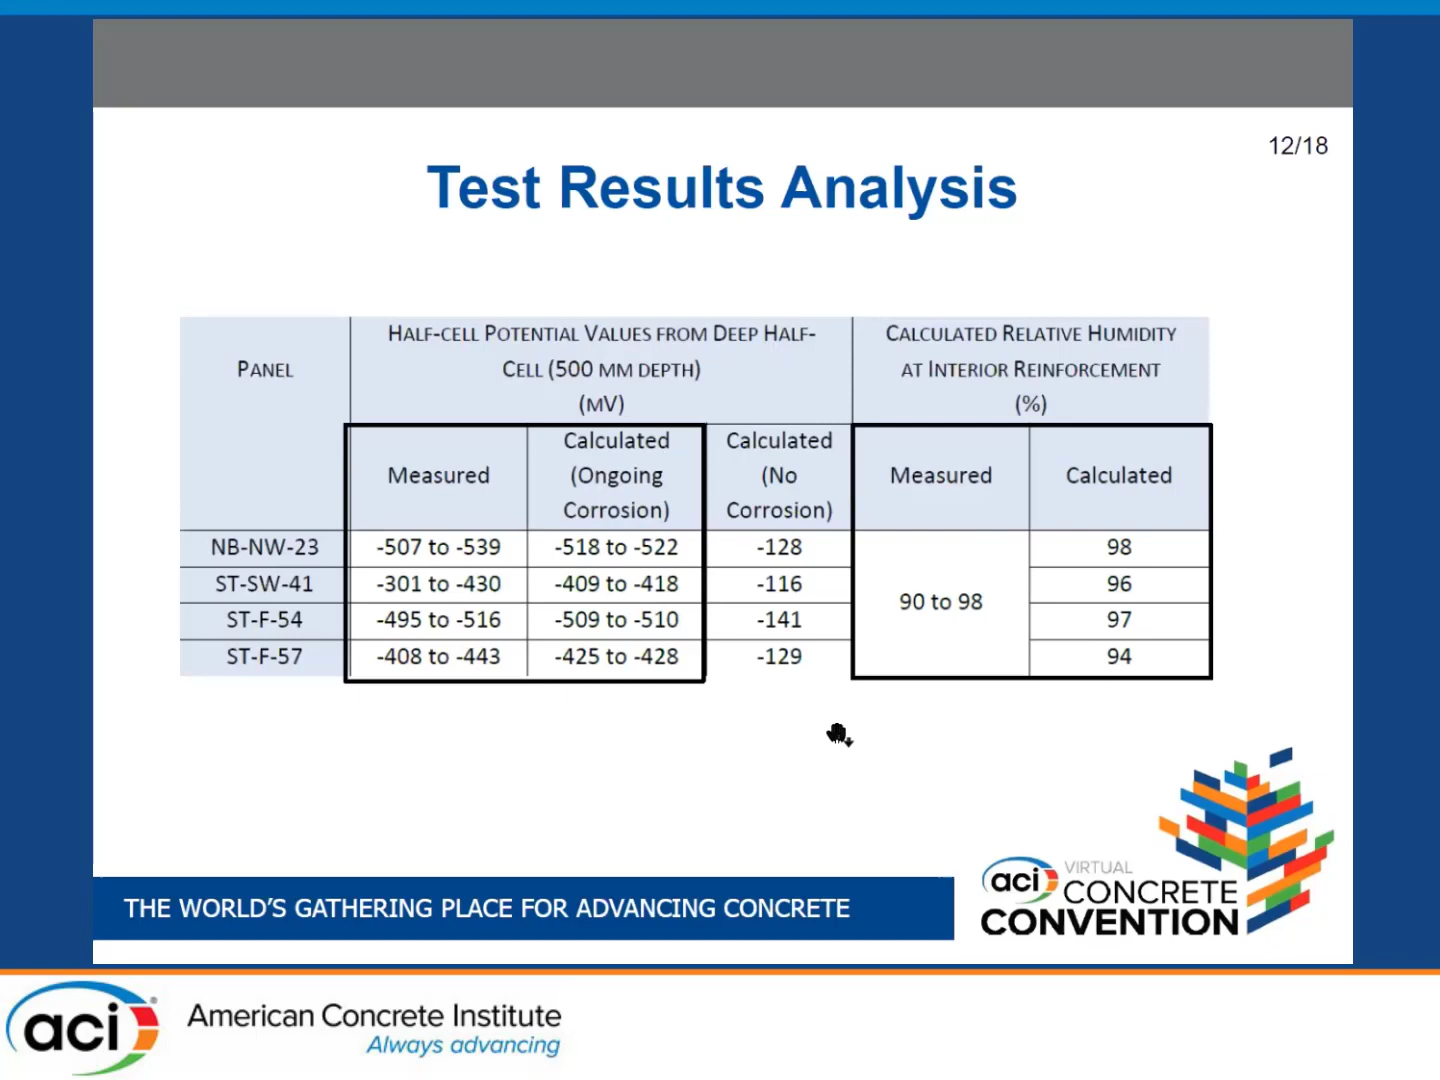 12/18
Test Results Analysis
PANEL
HALF-CELL POTENTIAL VALUES FROM DEEP HALF-
CELL (500 MM DEPTH)
(MV)
CALCULATED RELATIVE HUMIDITY
AT INTERIOR REINFORCEMENT
(%)
Measured
Calculated
(Ongoing
Corrosion)
Calculated
(No
Corrosion)
Measured
Calculated
NB-NW-23 -507 to -539 -518 to -522 -128 98
ST-SW-41 -301 to -430 -409 to -418 -116 96
90 to 98
ST-F-54 -495 to -516 -509 to -510 -141 97
ST-F-57 -408 to -443 -425 to -428 -129 94
THE WORLD'S GATHERING PLACE FOR ADVANCING CONCRETE
aci VIRTUAL
CONCRETE
CONVENTION
aci
American Concrete Institute
Always advancing